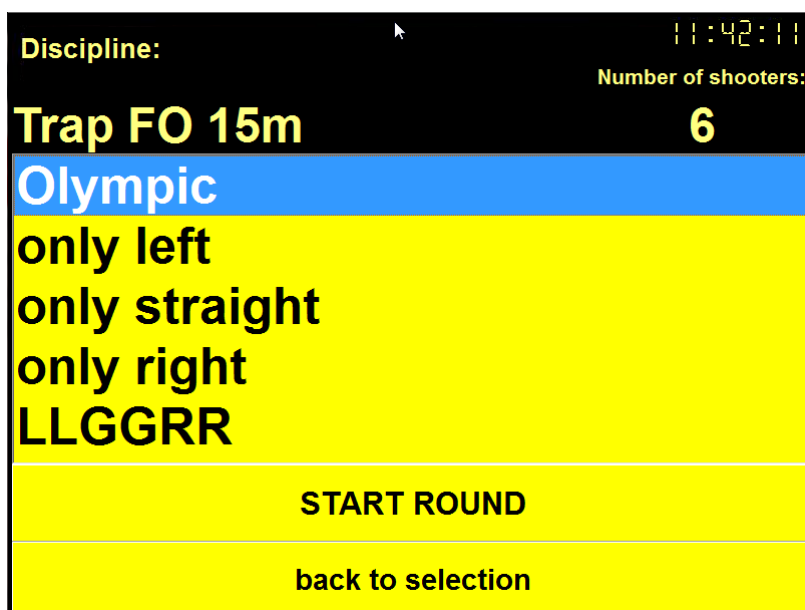 Discipline:
11:42:11
Number of shooters:
Trap FO 15m
6
Olympic
only left
only straight
only right
LLGGRR
START ROUND
back to selection